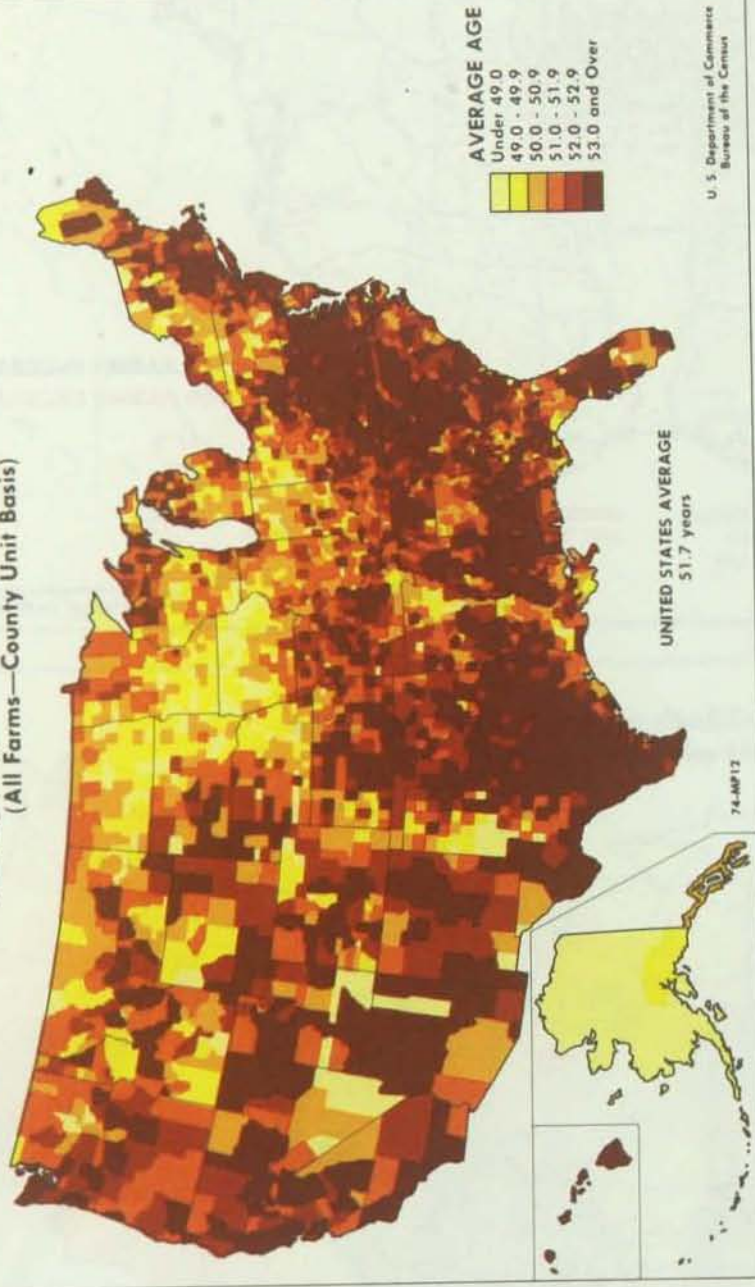 (All Farms—County Unit Basis)
AVERAGE AGE
Under 49.0
49.0 - 49.9
50.0 - 50.9
51.0 - 51.9
52.0 - 52.9
53.0 and Over
UNITED STATES AVERAGE
51.7 years
74-MP12
U. S. Department of Commerce
Bureau of the Census